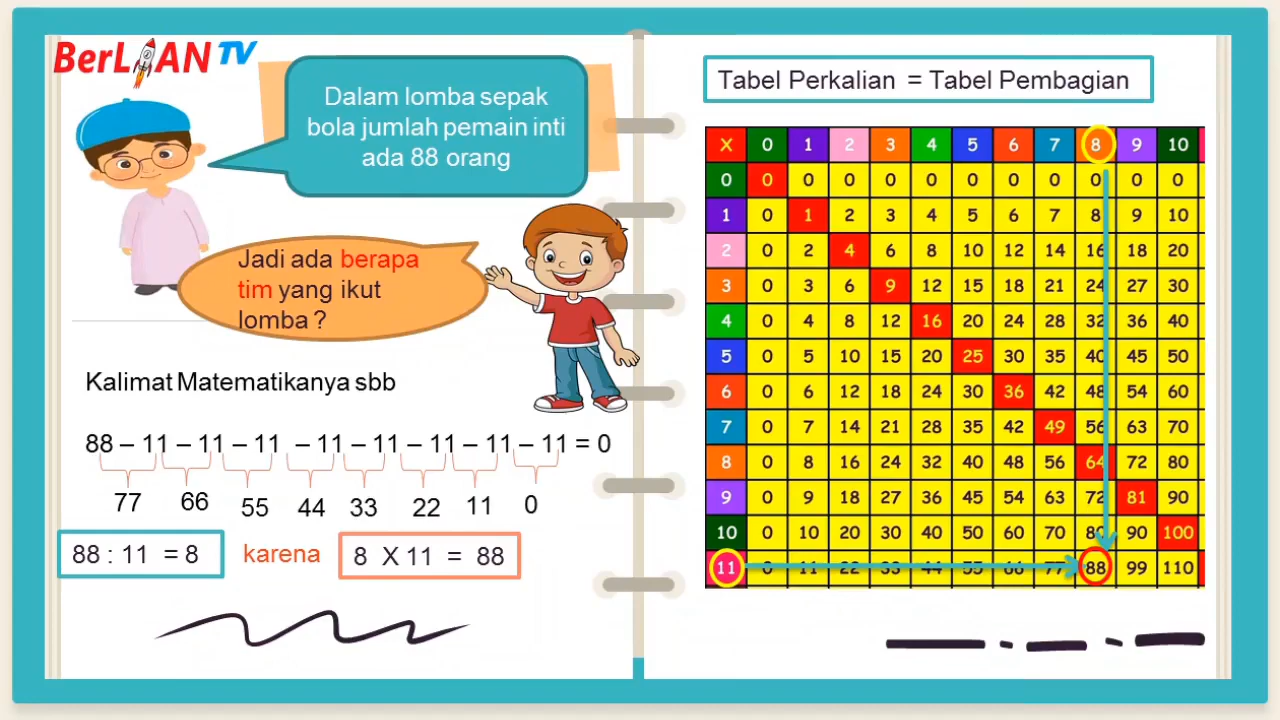 BerLIAN TV
Dalam lomba sepak
bola jumlah pemain inti
ada 88 orang
Jadi ada berapa
tim yang ikut
lomba ?
Kalimat Matematikanya sbb
88 – 11 – 11 – 11 – 11 – 11 – 11 – 11 – 11 = 0
77 66 55 44 33 22 11 0
88 : 11 = 8 karena 8 X 11 = 88
Tabel Perkalian = Tabel Pembagian
X 0 1 2 3 4 5 6 7 8 9 10
0 0 0 0 0 0 0 0 0 0 0 0
1 0 1 2 3 4 5 6 7 8 9 10
2 0 2 4 6 8 10 12 14 16 18 20
3 0 3 6 9 12 15 18 21 24 27 30
4 0 4 8 12 16 20 24 28 32 36 40
5 0 5 10 15 20 25 30 35 40 45 50
6 0 6 12 18 24 30 36 42 48 54 60
7 0 7 14 21 28 35 42 49 56 63 70
8 0 8 16 24 32 40 48 56 64 72 80
9 0 9 18 27 36 45 54 63 72 81 90
10 0 10 20 30 40 50 60 70 80 90 100
11 0 11 22 33 44 55 66 77 88 99 110